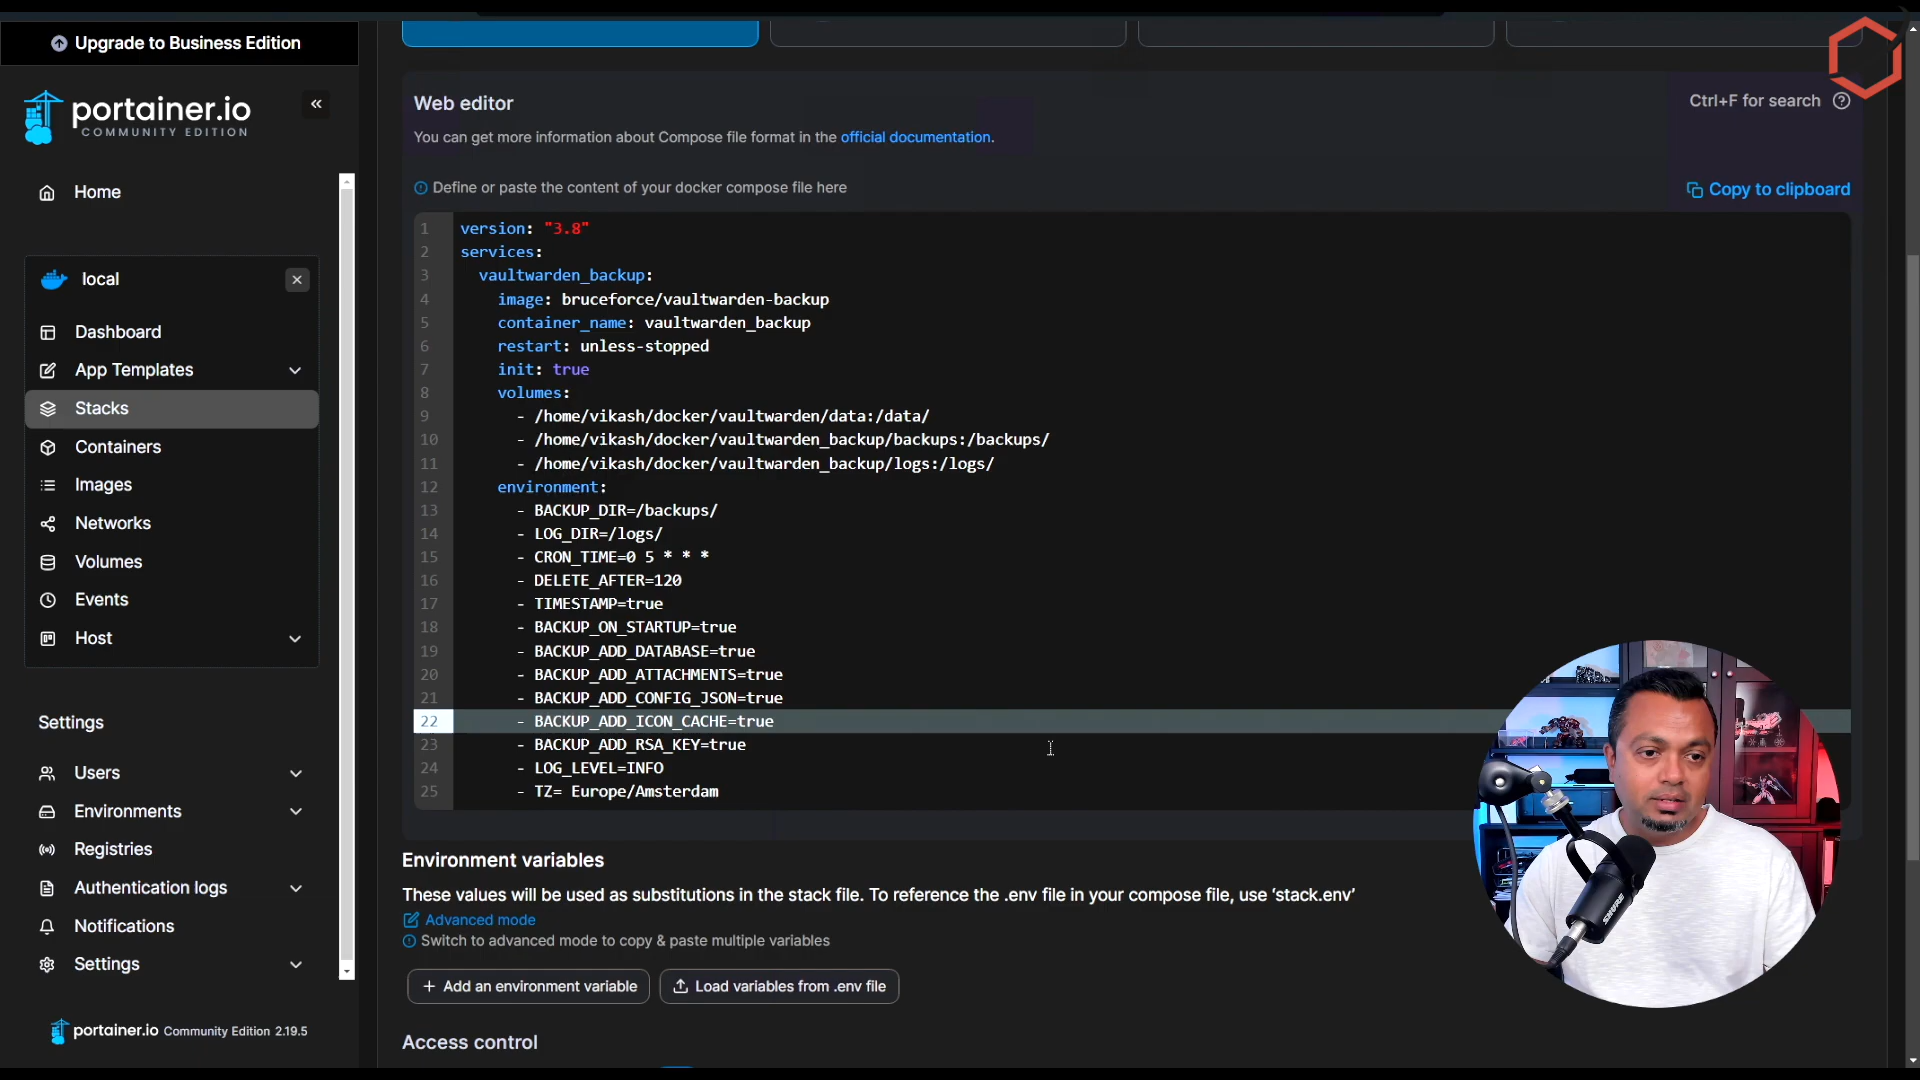 Upgrade to Business Edition
portainer.io
COMMUNITY EDITION
Home
local
Dashboard
App Templates
Stacks
Containers
Images
Networks
Volumes
Events
Host
Settings
Users
Environments
Registries
Authentication logs
Notifications
Settings
portainer.io Community Edition 2.19.5
Web editor
Ctrl+F for search
You can get more information about Compose file format in the official documentation.
Define or paste the content of your docker compose file here
Copy to clipboard
1 version: "3.8"
2 services:
3 vaultwarden_backup:
4 image: bruceforce/vaultwarden-backup
5 container_name: vaultwarden_backup
6 restart: unless-stopped
7 init: true
8 volumes:
9 - /home/vikash/docker/vaultwarden/data:/data/
10 - /home/vikash/docker/vaultwarden_backup/backups:/backups/
11 - /home/vikash/docker/vaultwarden_backup/logs:/logs/
12 environment:
13 - BACKUP_DIR=/backups/
14 - LOG_DIR=/logs/
15 - CRON_TIME=0 5 * * *
16 - DELETE_AFTER=120
17 - TIMESTAMP=true
18 - BACKUP_ON_STARTUP=true
19 - BACKUP_ADD_DATABASE=true
20 - BACKUP_ADD_ATTACHMENTS=true
21 - BACKUP_ADD_CONFIG_JSON=true
22 - BACKUP_ADD_ICON_CACHE=true
23 - BACKUP_ADD_RSA_KEY=true
24 - LOG_LEVEL=INFO
25 - TZ= Europe/Amsterdam
Environment variables
These values will be used as substitutions in the stack file. To reference the .env file in your compose file, use ‘stack.env’
Advanced mode
Switch to advanced mode to copy & paste multiple variables
+ Add an environment variable
Load variables from .env file
Access control
SHURE